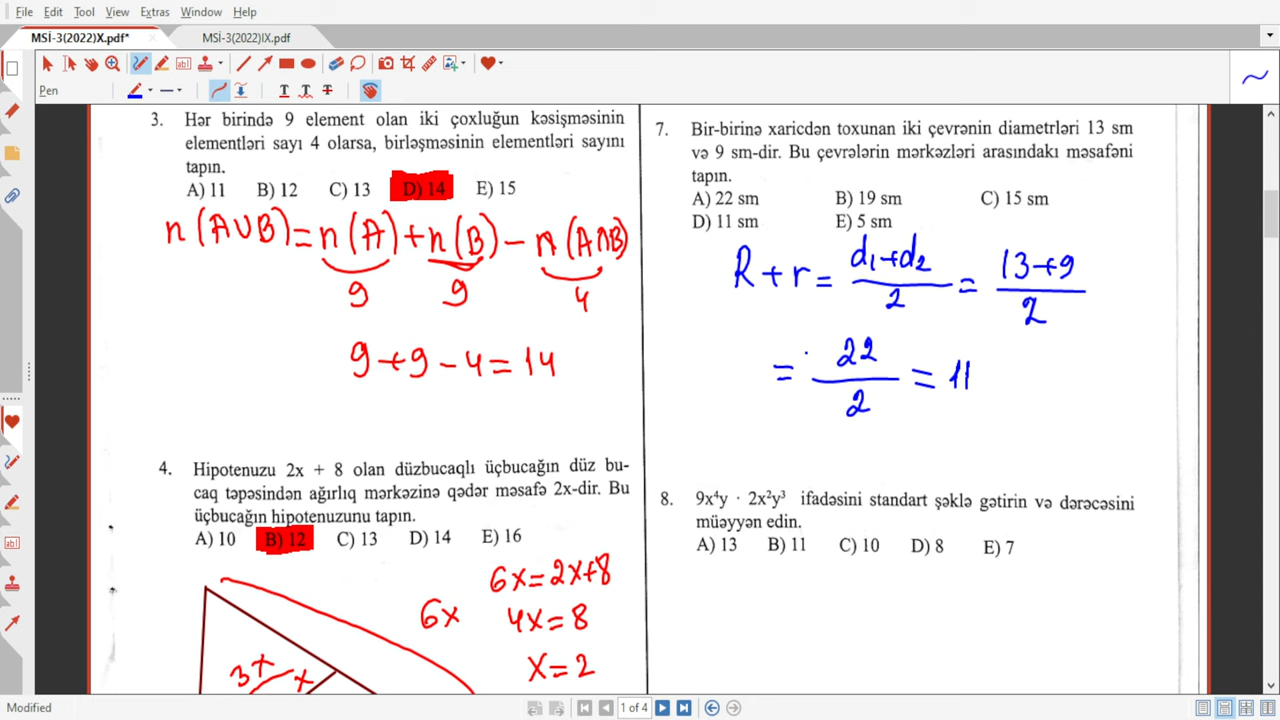 File Edit Tool View Extras Window Help
MSİ-3(2022)X.pdf* MSİ-3(2022)IX.pdf
Pen
3. Hər birində 9 element olan iki çoxluğun kəsişməsinin
elementləri sayı 4 olarsa, birləşməsinin elementləri sayını
tapın.
A) 11 B) 12 C) 13 D) 14 E) 15
n(A∪B)=n(A)+n(B)-n(A∩B)
9 9 4
9+9-4=14
4. Hipotenuzu 2x + 8 olan düzbucaqlı üçbucağın düz bu-
caq təpəsindən ağırlıq mərkəzinə qədər məsafə 2x-dir. Bu
üçbucağın hipotenuzunu tapın.
A) 10 B) 12 C) 13 D) 14 E) 16
6x=2x+8
6x 4x=8
x=2
3x x
7. Bir-birinə xaricdən toxunan iki çevrənin diametrləri 13 sm
və 9 sm-dir. Bu çevrələrin mərkəzləri arasındakı məsafəni
tapın.
A) 22 sm B) 19 sm C) 15 sm
D) 11 sm E) 5 sm
R+r= d₁+d₂ / 2 = 13+9 / 2
= 22 / 2 = 11
8. 9x⁴y · 2x²y³ ifadəsini standart şəklə gətirin və dərəcəsini
müəyyən edin.
A) 13 B) 11 C) 10 D) 8 E) 7
Modified 1 of 4